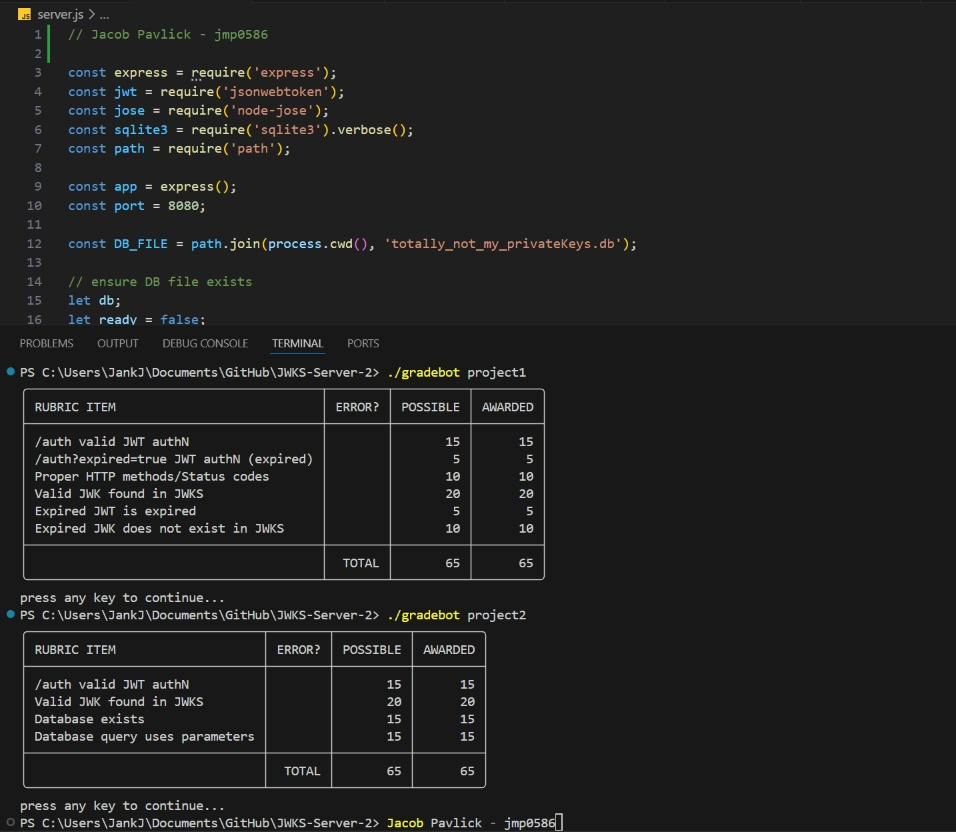 JS server.js > ...
1 // Jacob Pavlick - jmp0586
2
3 const express = require('express');
4 const jwt = require('jsonwebtoken');
5 const jose = require('node-jose');
6 const sqlite3 = require('sqlite3').verbose();
7 const path = require('path');
8
9 const app = express();
10 const port = 8080;
11
12 const DB_FILE = path.join(process.cwd(), 'totally_not_my_privateKeys.db');
13
14 // ensure DB file exists
15 let db;
16 let ready = false;
PROBLEMS OUTPUT DEBUG CONSOLE TERMINAL PORTS
PS C:\Users\JankJ\Documents\GitHub\JWKS-Server-2> ./gradebot project1
RUBRIC ITEM ERROR? POSSIBLE AWARDED
/auth valid JWT authN 15 15
/auth?expired=true JWT authN (expired) 5 5
Proper HTTP methods/Status codes 10 10
Valid JWK found in JWKS 20 20
Expired JWT is expired 5 5
Expired JWK does not exist in JWKS 10 10
TOTAL 65 65
press any key to continue...
PS C:\Users\JankJ\Documents\GitHub\JWKS-Server-2> ./gradebot project2
RUBRIC ITEM ERROR? POSSIBLE AWARDED
/auth valid JWT authN 15 15
Valid JWK found in JWKS 20 20
Database exists 15 15
Database query uses parameters 15 15
TOTAL 65 65
press any key to continue...
PS C:\Users\JankJ\Documents\GitHub\JWKS-Server-2> Jacob Pavlick - jmp0586